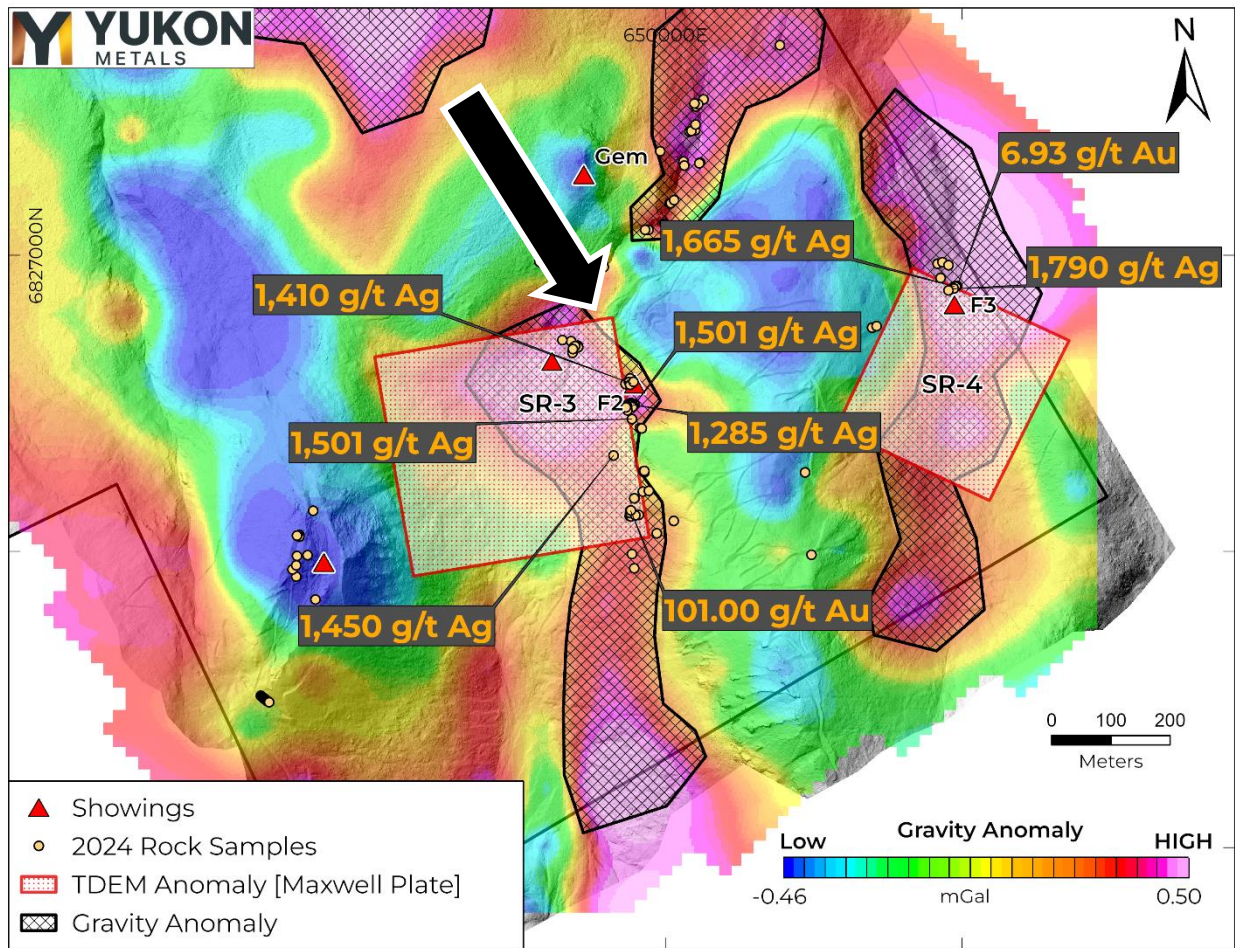 YUKON
METALS
650000E
N
6827000N
Gem
6.93 g/t Au
1,665 g/t Ag
1,790 g/t Ag
F3
1,410 g/t Ag
1,501 g/t Ag
SR-3
F2
SR-4
1,501 g/t Ag
1,285 g/t Ag
1,450 g/t Ag
101.00 g/t Au
0 100 200
Meters
Showings
2024 Rock Samples
TDEM Anomaly [Maxwell Plate]
Gravity Anomaly
Low Gravity Anomaly HIGH
-0.46 mGal 0.50